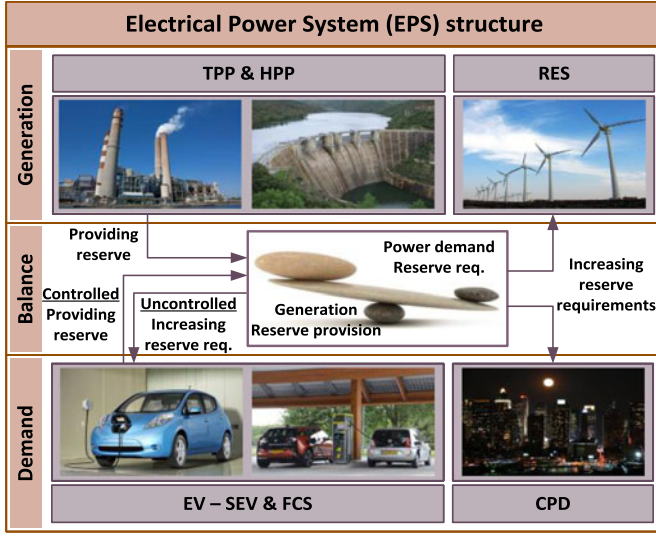 Electrical Power System (EPS) structure
Generation
TPP & HPP
RES
Balance
Providing
reserve
Controlled
Providing
reserve
Uncontrolled
Increasing
reserve req.
Power demand
Reserve req.
Generation
Reserve provision
Increasing
reserve
requirements
Demand
EV – SEV & FCS
CPD